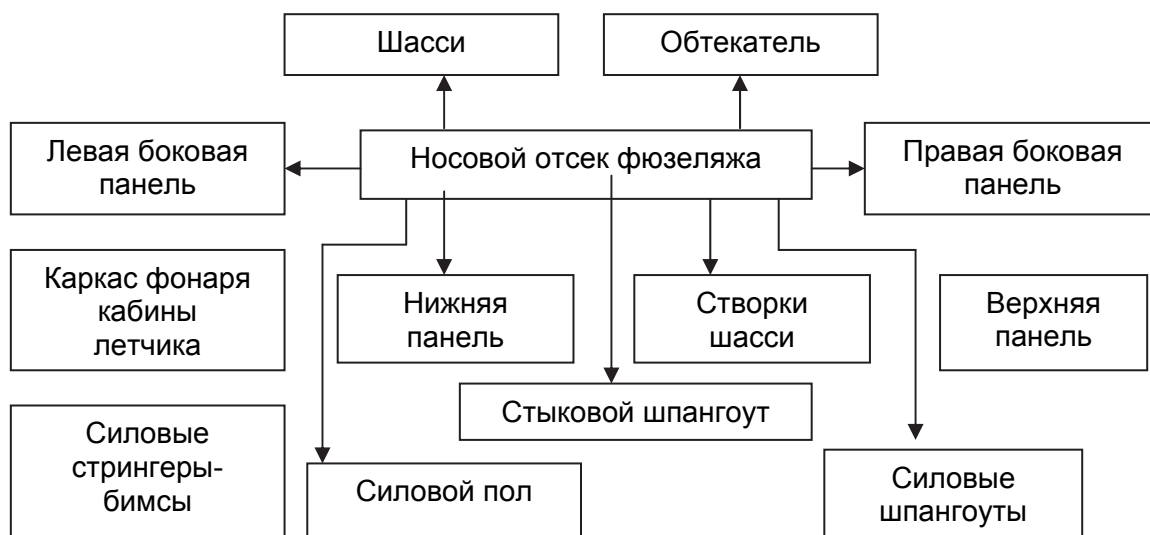 Шасси
Обтекатель
Левая боковая
панель
Носовой отсек фюзеляжа
Правая боковая
панель
Каркас фонаря
кабины
летчика
Нижняя
панель
Створки
шасси
Верхняя
панель
Стыковой шпангоут
Силовые
стрингеры-
бимсы
Силовой пол
Силовые
шпангоуты